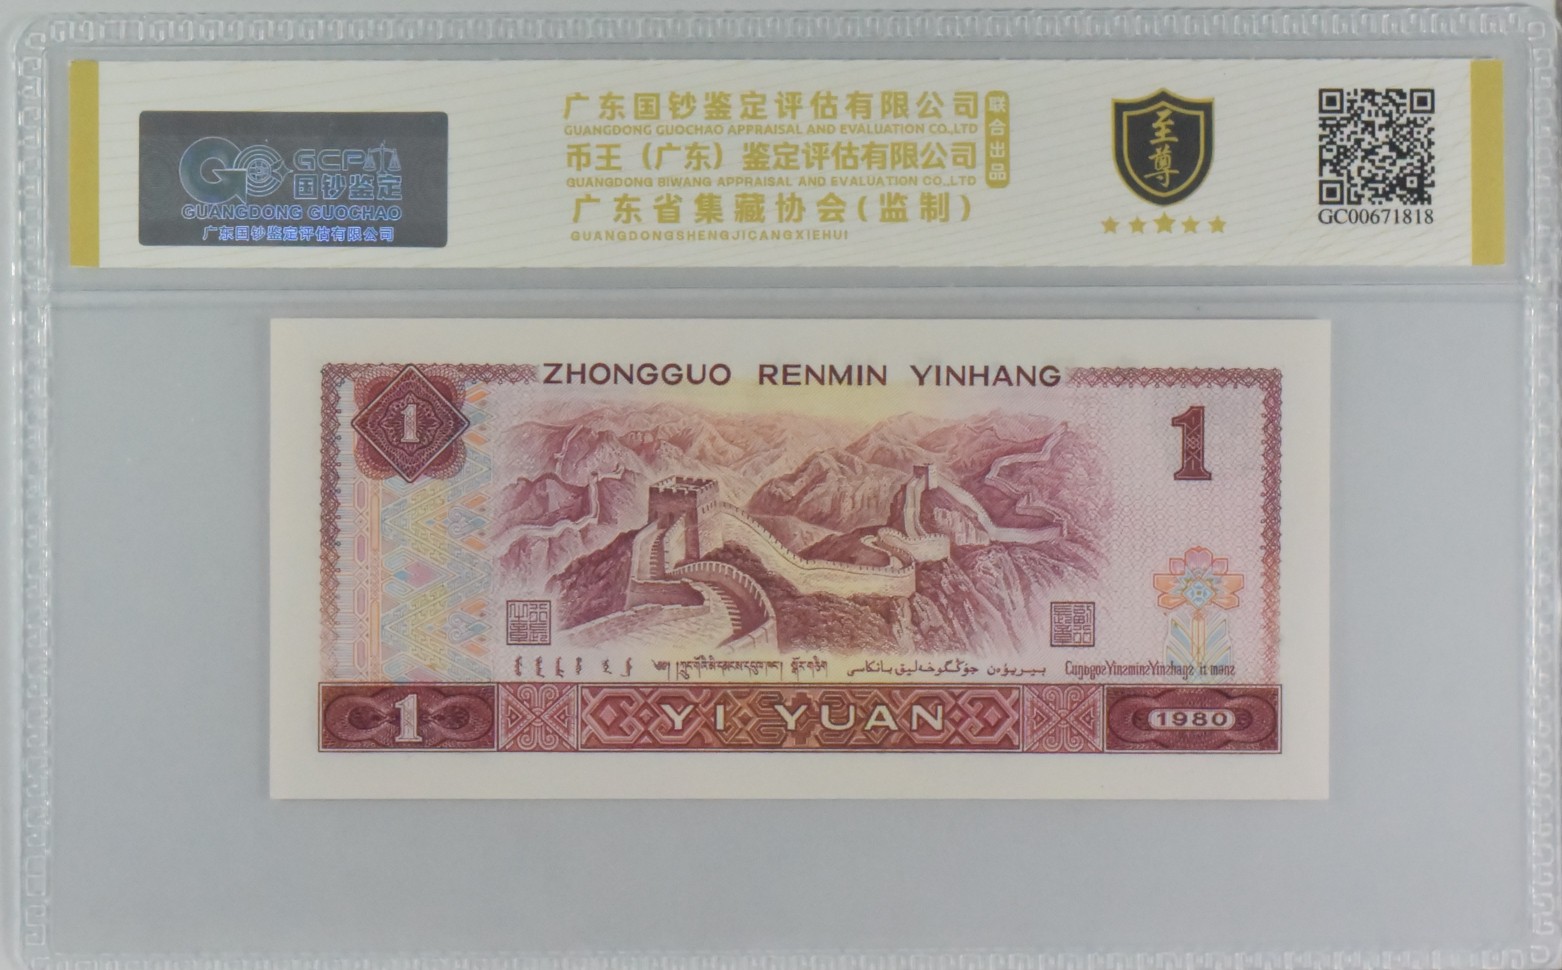 GCP
国钞鉴定
GUANGDONG GUOCHAO
广东国钞鉴定评估有限公司
广东国钞鉴定评估有限公司
GUANGDONG GUOCHAO APPRAISAL AND EVALUATION CO.,LTD
币王（广东）鉴定评估有限公司
GUANGDONG BIWANG APPRAISAL AND EVALUATION CO.,LTD
广东省集藏协会(监制)
GUANGDONGSHENGJICANGXIEHUI
联合出品
至尊
GC00671818
ZHONGGUO RENMIN YINHANG
1
1
1
YI YUAN
1980